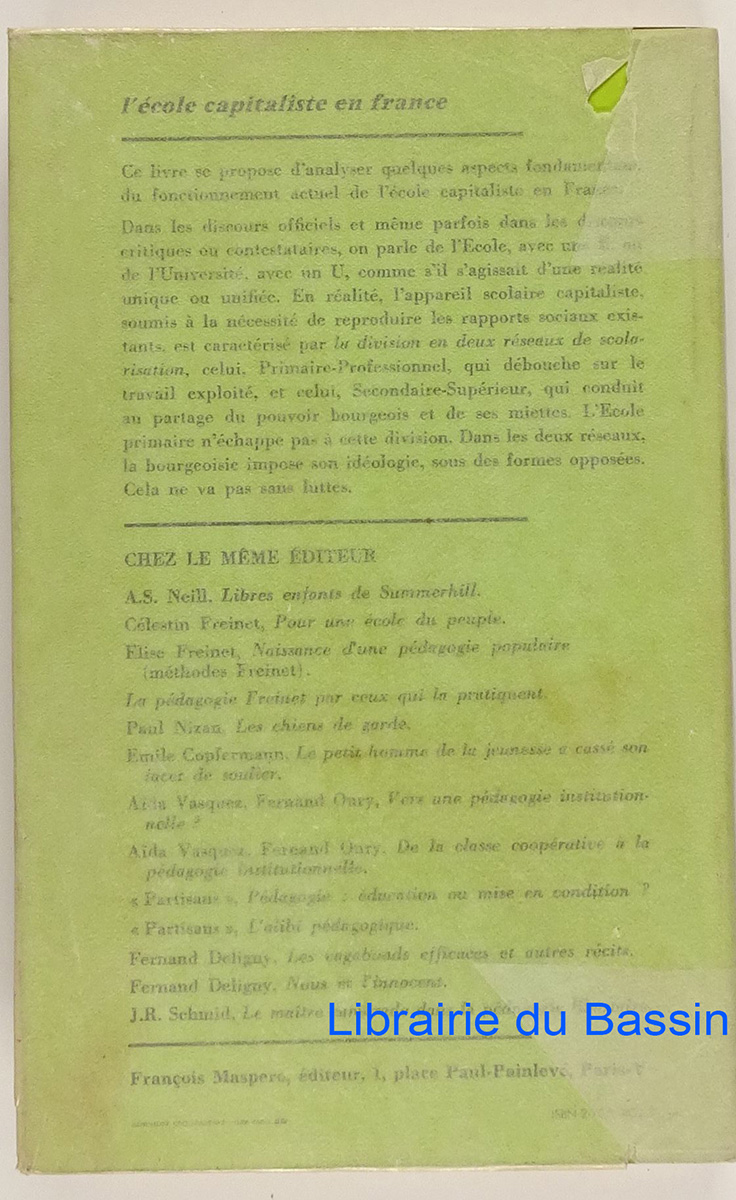 l'école capitaliste en france
Ce livre se propose d'analyser quelques aspects
du fonctionnement actuel de l'école capitaliste en
Dans les discours officiels et même parfois dans les
critiques ou contestataires, on parle de l'Ecole, avec
de l'Université, avec un U, comme s'il s'agissait d'une réalité
unique ou unifiée. En réalité, l'appareil scolaire capitaliste,
soumis à la nécessité de reproduire les rapports sociaux exis-
tants, est caractérisé par la division en deux réseaux de scola-
risation, celui, Primaire-Professionnel, qui débouche sur le
travail exploité, et celui, Secondaire-Supérieur, qui conduit
au partage du pouvoir bourgeois et de ses miettes. L'Ecole
primaire n'échappe pas à cette division. Dans les deux réseaux,
la bourgeoisie impose son idéologie, sous des formes opposées.
Cela ne va pas sans luttes.
CHEZ LE MÊME ÉDITEUR
A.S. Neill, Libres enfants de Summerhill.
Célestin Freinet, Pour une école du peuple.
Elise Freinet, Naissance d'une pédagogie populaire
(méthodes Freinet).
La pédagogie Freinet par ceux qui la pratiquent.
Paul Nizan, Les chiens de garde.
Emile Copfermann, Le petit homme de la jeunesse a cassé son
lacet de soulier.
Aïda Vasquez, Fernand Oury, Vers une pédagogie institution-
nelle ?
Aïda Vasquez, Fernand Oury, De la classe coopérative à la
pédagogie institutionnelle.
« Partisans », Pédagogie : éducation ou mise en condition ?
« Partisans », L'alibi pédagogique.
Fernand Deligny, Les vagabonds efficaces et autres récits.
Fernand Deligny, Nous et l'innocent.
J.R. Schmid, Le maître
Librairie du Bassin
François Maspero, éditeur, 1, place Paul-Painlevé, Paris-V
ISBN